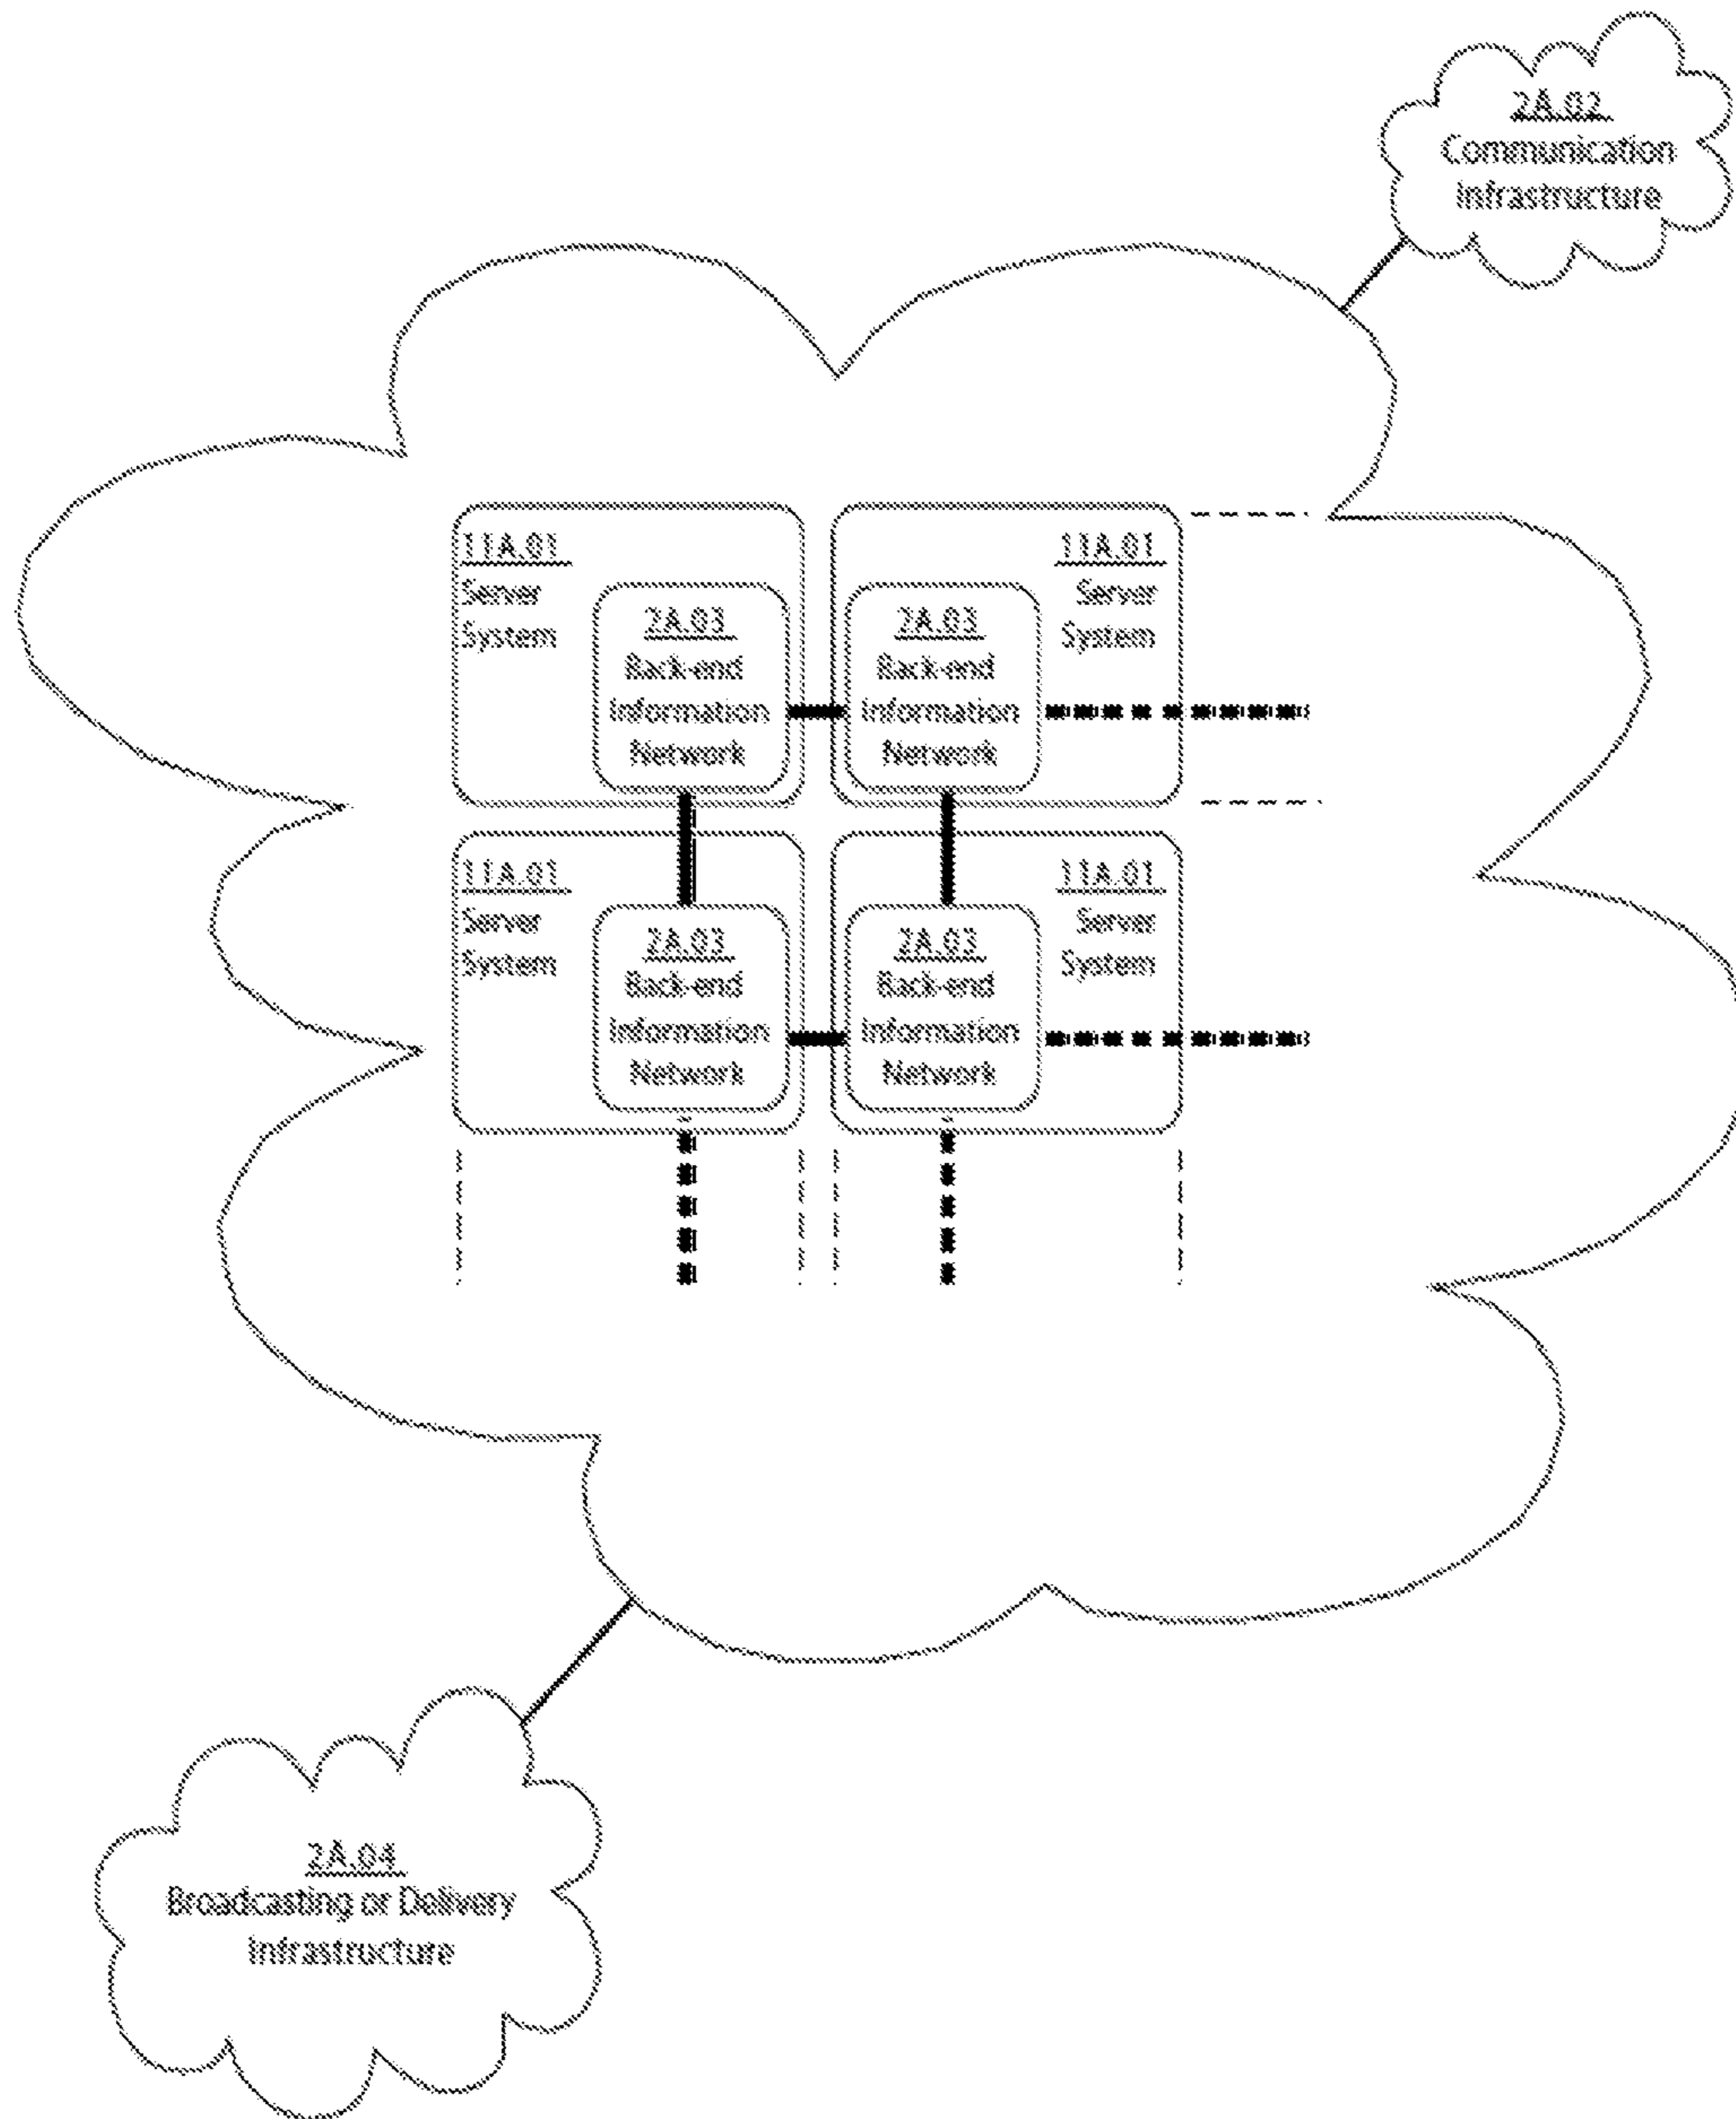 2A.02
Communication
Infrastructure
11A.01
Server
System
2A.03
Back-end
Information
Network
2A.03
Back-end
Information
Network
11A.01
Server
System
11A.01
Server
System
2A.03
Back-end
Information
Network
2A.03
Back-end
Information
Network
11A.01
Server
System
2A.04
Broadcasting or Delivery
Infrastructure